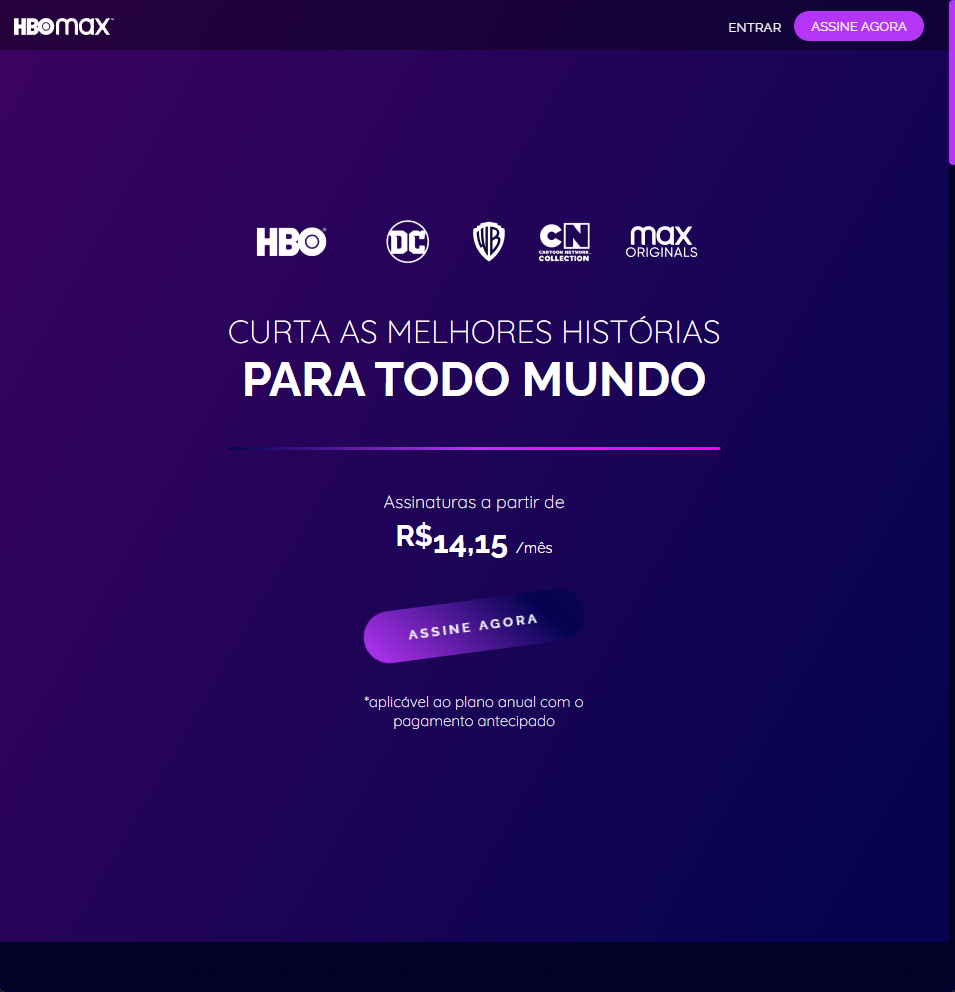 HBOmax™
ENTRAR
ASSINE AGORA
HBO®
DC
WB
CN
CARTOON NETWORK
COLLECTION
max
ORIGINALS
CURTA AS MELHORES HISTÓRIAS
PARA TODO MUNDO
Assinaturas a partir de
R$14,15 /mês
ASSINE AGORA
*aplicável ao plano anual com o
pagamento antecipado